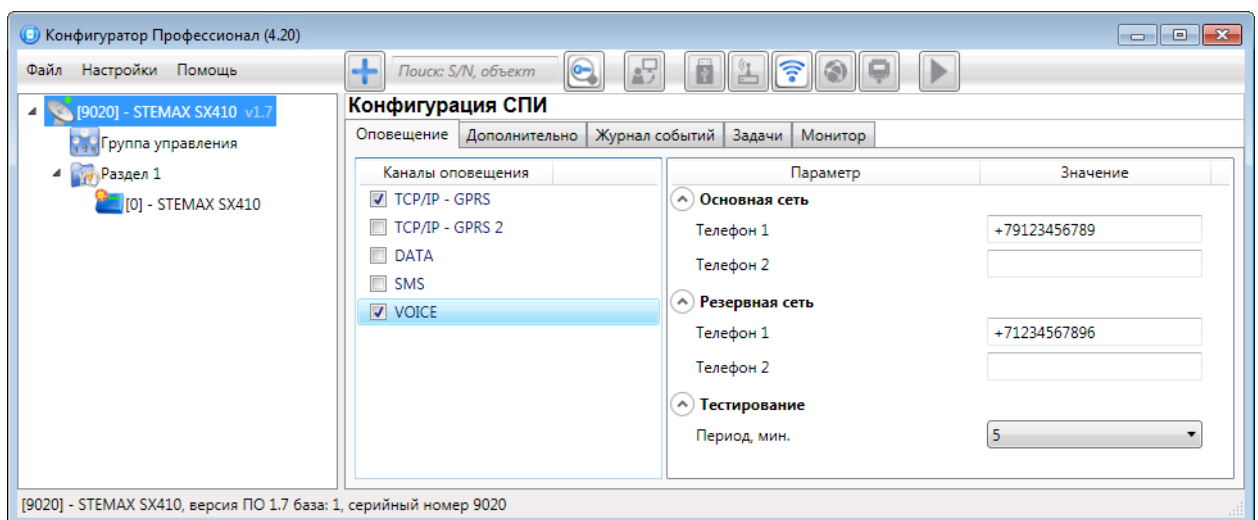 Конфигуратор Профессионал (4.20)
Файл Настройки Помощь Поиск: S/N, объект
[9020] - STEMAX SX410 v1.7
Группа управления
Раздел 1
[0] - STEMAX SX410
Конфигурация СПИ
Оповещение Дополнительно Журнал событий Задачи Монитор
Каналы оповещения
TCP/IP - GPRS
TCP/IP - GPRS 2
DATA
SMS
VOICE
Параметр Значение
Основная сеть
Телефон 1 +79123456789
Телефон 2
Резервная сеть
Телефон 1 +71234567896
Телефон 2
Тестирование
Период, мин. 5
[9020] - STEMAX SX410, версия ПО 1.7 база: 1, серийный номер 9020